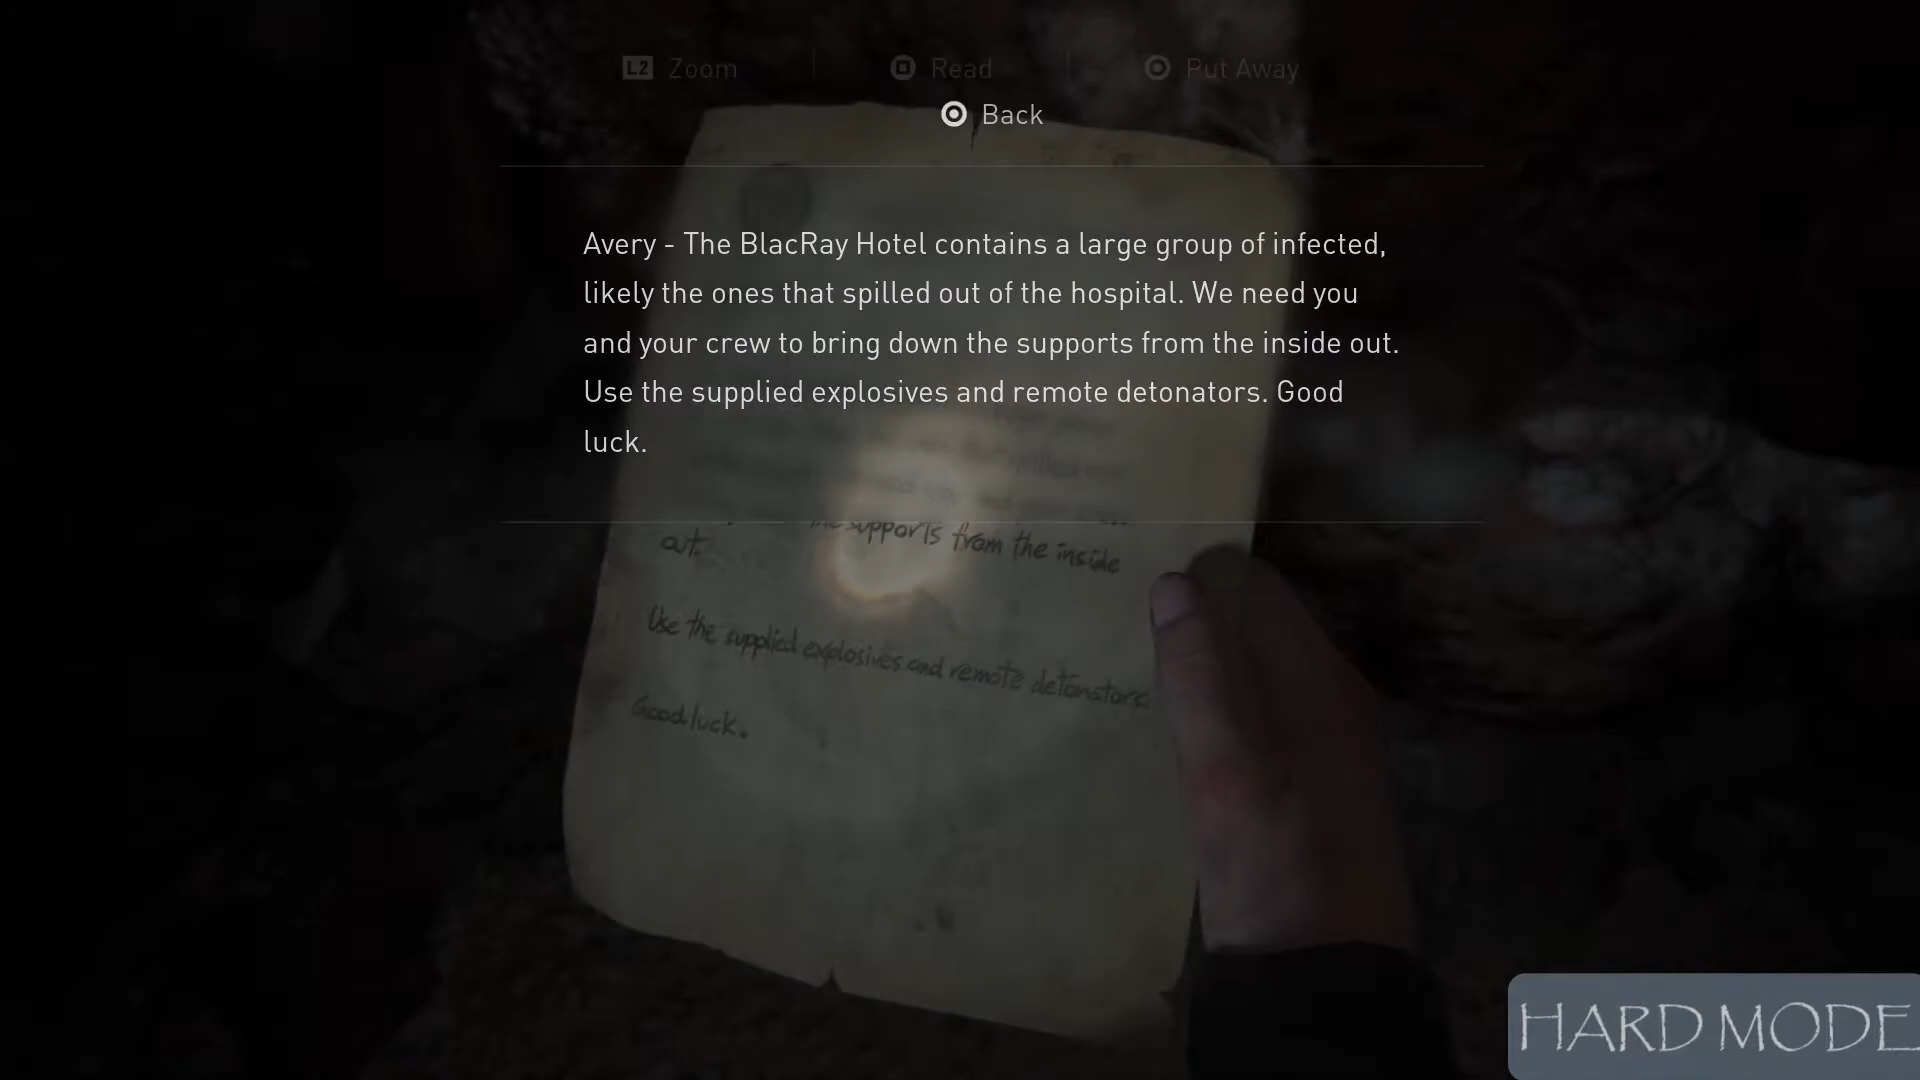 L2 Zoom Read Put Away
Back
Avery - The BlacRay Hotel contains a large group of infected,
likely the ones that spilled out of the hospital. We need you
and your crew to bring down the supports from the inside out.
Use the supplied explosives and remote detonators. Good
luck.
supports from the inside
out.
Use the supplied explosives and remote detonators.
Good luck.
HARD MODE